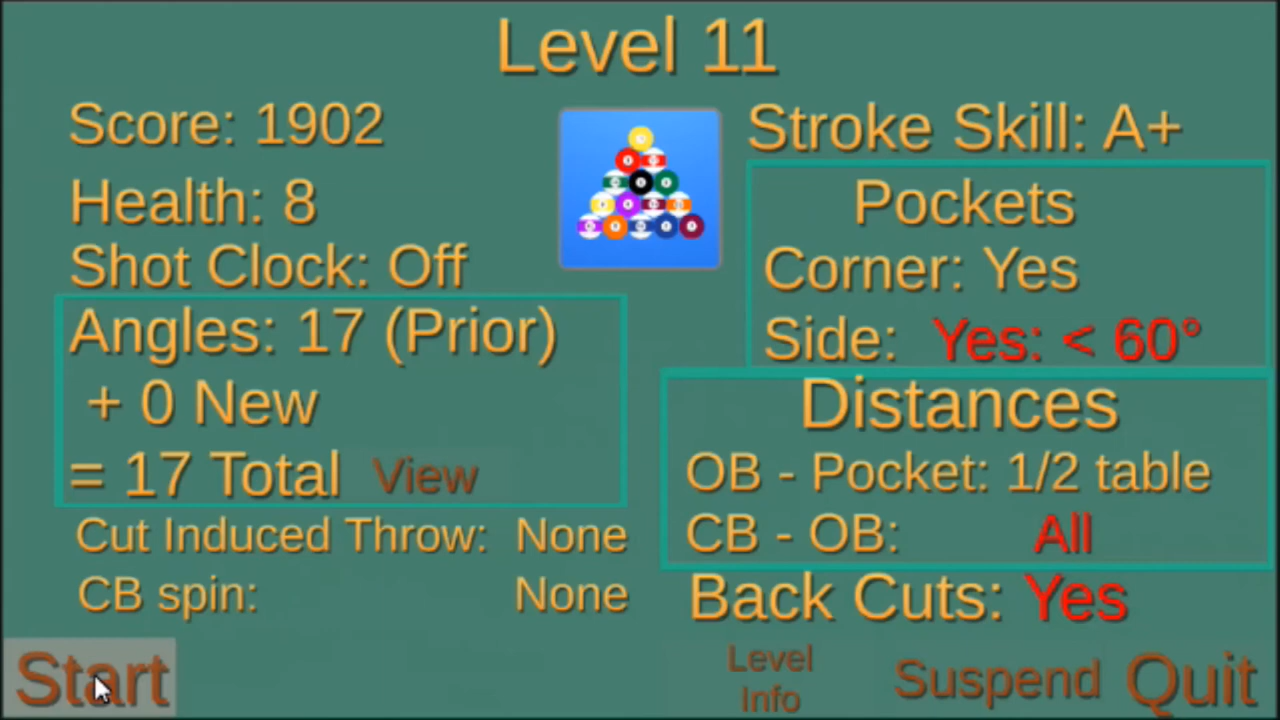 Level 11
Score: 1902
Health: 8
Shot Clock: Off
Angles: 17 (Prior)
+ 0 New
= 17 Total View
Cut Induced Throw: None
CB spin: None
Stroke Skill: A+
Pockets
Corner: Yes
Side: Yes: < 60°
Distances
OB - Pocket: 1/2 table
CB - OB: All
Back Cuts: Yes
Start
Level
Info
Suspend
Quit